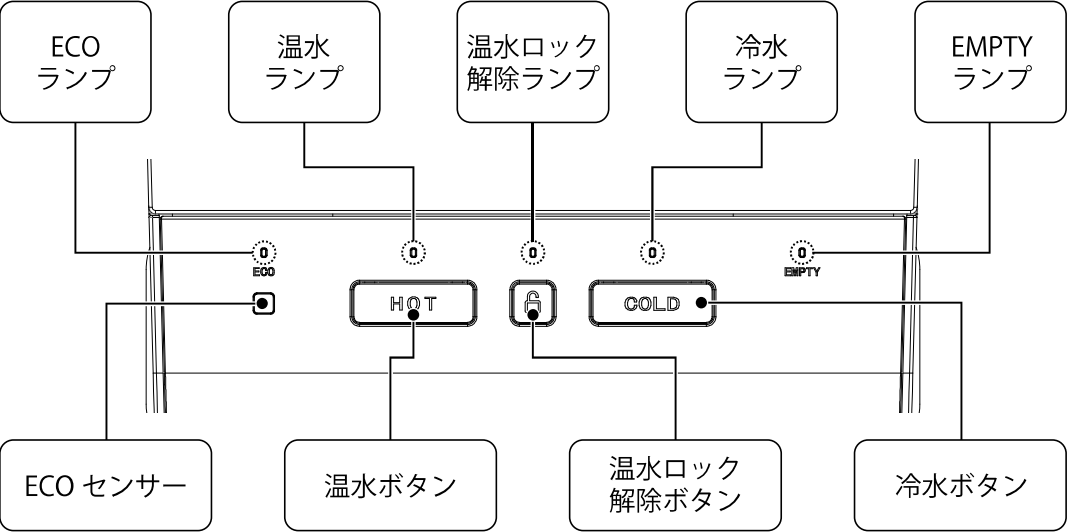 ECO
ランプ
温水
ランプ
温水ロック
解除ランプ
冷水
ランプ
EMPTY
ランプ
ECO
EMPTY
HOT
COLD
ECO センサー
温水ボタン
温水ロック
解除ボタン
冷水ボタン